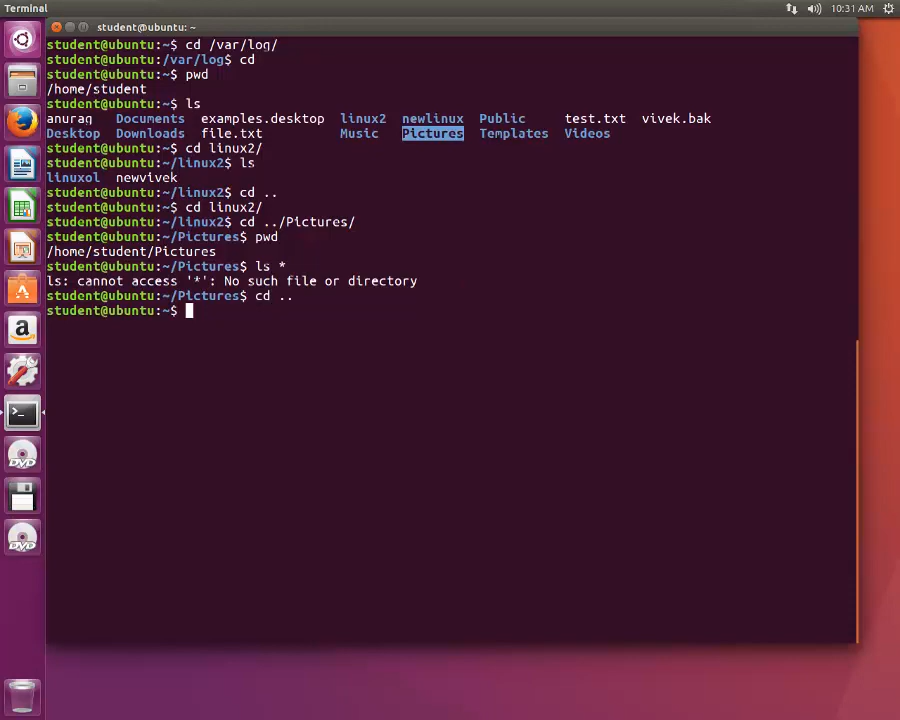 Terminal
10:31 AM
student@ubuntu: ~
student@ubuntu:~$ cd /var/log/
student@ubuntu:/var/log$ cd
student@ubuntu:~$ pwd
/home/student
student@ubuntu:~$ ls
anurag Documents examples.desktop linux2 newlinux Public test.txt vivek.bak
Desktop Downloads file.txt Music Pictures Templates Videos
student@ubuntu:~$ cd linux2/
student@ubuntu:~/linux2$ ls
linuxol newvivek
student@ubuntu:~/linux2$ cd ..
student@ubuntu:~$ cd linux2/
student@ubuntu:~/linux2$ cd ../Pictures/
student@ubuntu:~/Pictures$ pwd
/home/student/Pictures
student@ubuntu:~/Pictures$ ls *
ls: cannot access '*': No such file or directory
student@ubuntu:~/Pictures$ cd ..
student@ubuntu:~$
DVD
DVD